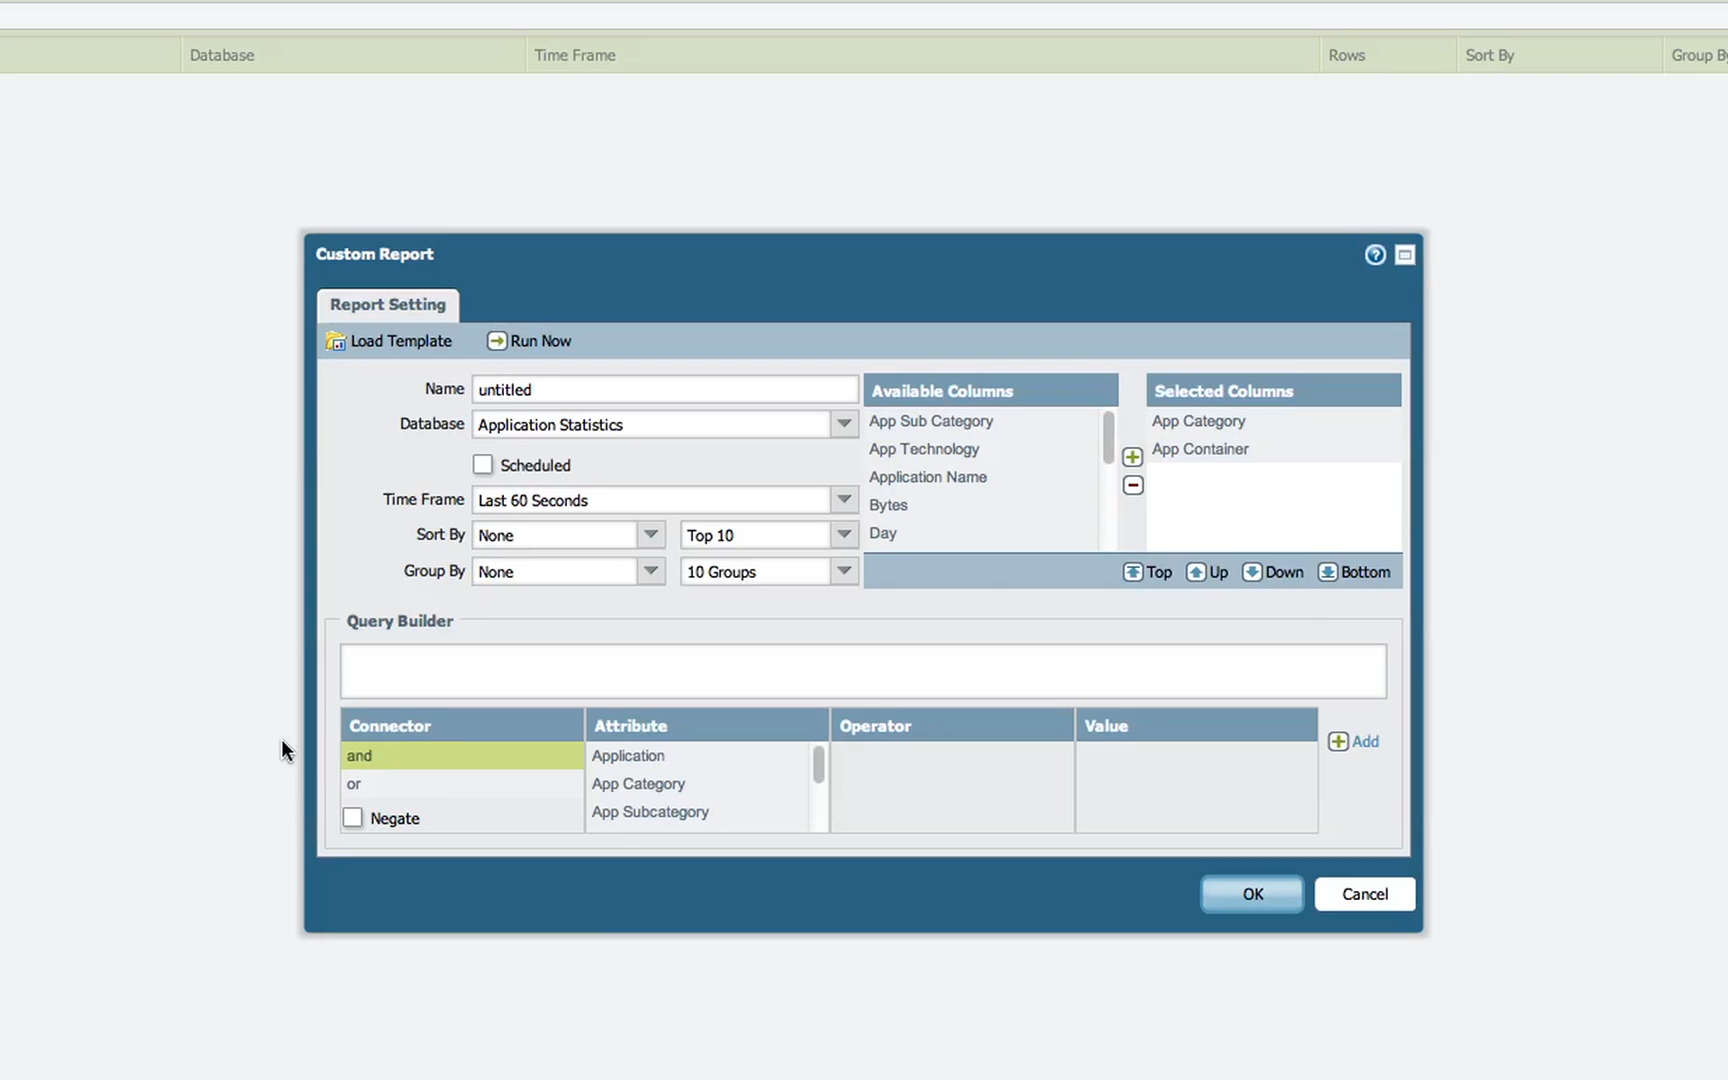 Database Time Frame Rows Sort By Group By
Custom Report
Report Setting
Load Template Run Now
Name untitled
Database Application Statistics
Scheduled
Time Frame Last 60 Seconds
Sort By None Top 10
Group By None 10 Groups
Available Columns
App Sub Category
App Technology
Application Name
Bytes
Day
Selected Columns
App Category
App Container
Top Up Down Bottom
Query Builder
Connector Attribute Operator Value
and Application
or App Category
Negate App Subcategory
Add
OK Cancel